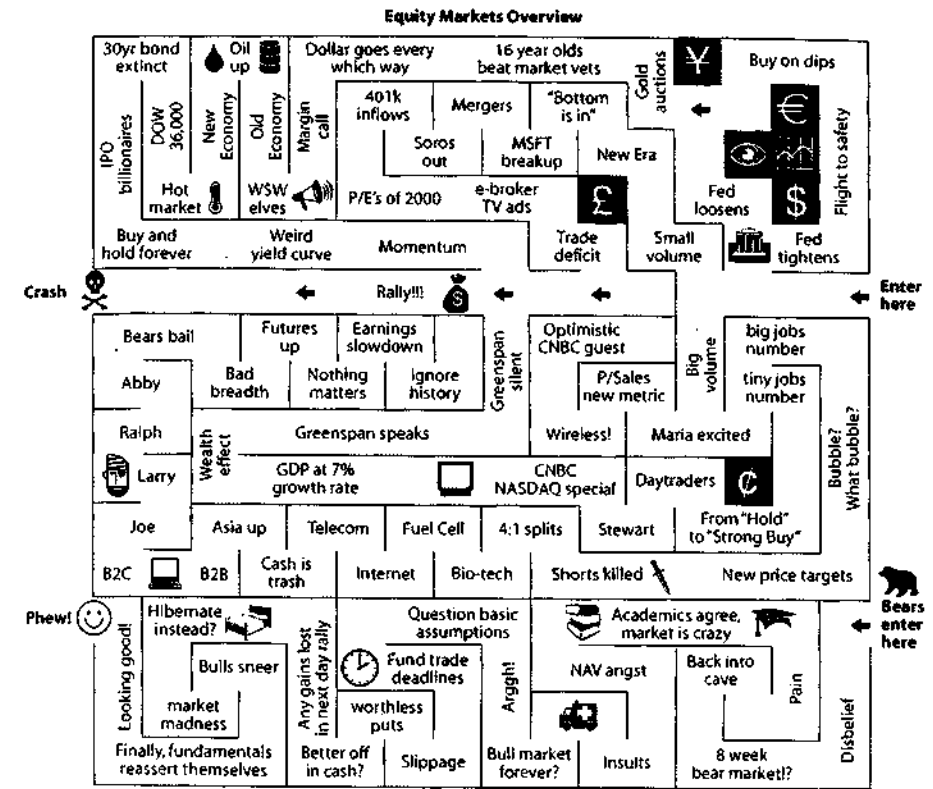 Equity Markets Overview
30yr bond
extinct
Oil
up
Dollar goes every
which way
16 year olds
beat market vets
Gold
auctions
¥
Buy on dips
IPO
billionaires
DOW
36,000
New
Economy
Old
Economy
Margin
call
401k
inflows
Mergers
"Bottom
is in"
€
Soros
out
MSFT
breakup
New Era
Flight to safety
Hot
market
WSW
elves
P/E's of 2000
e-broker
TV ads
£
Fed
loosens
$
Buy and
hold forever
Weird
yield curve
Momentum
Trade
deficit
Small
volume
Fed
tightens
Crash
Rally!!!
$
Enter
here
Bears bail
Futures
up
Earnings
slowdown
Greenspan
silent
Optimistic
CNBC guest
Big
volume
big jobs
number
Abby
Bad
breadth
Nothing
matters
Ignore
history
P/Sales
new metric
tiny jobs
number
Bubble?
What bubble?
Ralph
Wealth
effect
Greenspan speaks
Wireless!
Maria excited
Larry
GDP at 7%
growth rate
CNBC
NASDAQ special
Daytraders
¢
Joe
Asia up
Telecom
Fuel Cell
4:1 splits
Stewart
From "Hold"
to "Strong Buy"
B2C
B2B
Cash is
trash
Internet
Bio-tech
Shorts killed
New price targets
Phew!
Bears
enter
here
Looking good!
Hibernate
instead?
Any gains lost
in next day rally
Question basic
assumptions
Academics agree,
market is crazy
Bulls sneer
Fund trade
deadlines
Arggh!
NAV angst
Back into
cave
Pain
Disbelief
market
madness
worthless
puts
Finally, fundamentals
reassert themselves
Better off
in cash?
Slippage
Bull market
forever?
Insults
8 week
bear market!?